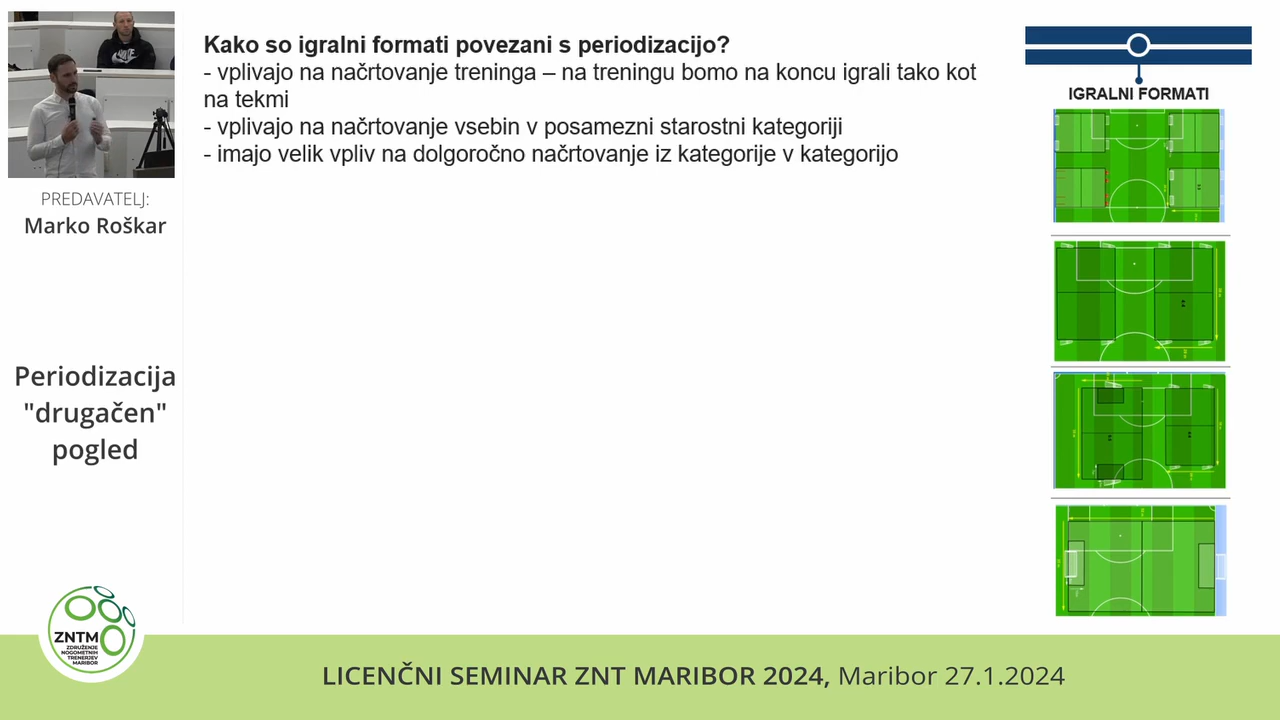 Kako so igralni formati povezani s periodizacijo?
- vplivajo na načrtovanje treninga – na treningu bomo na koncu igrali tako kot
na tekmi
- vplivajo na načrtovanje vsebin v posamezni starostni kategoriji
- imajo velik vpliv na dolgoročno načrtovanje iz kategorije v kategorijo
IGRALNI FORMATI
PREDAVATELJ:
Marko Roškar
Periodizacija
"drugačen"
pogled
ZNTM
ZDRUŽENJE
NOGOMETNIH
TRENERJEV
MARIBOR
LICENČNI SEMINAR ZNT MARIBOR 2024, Maribor 27.1.2024